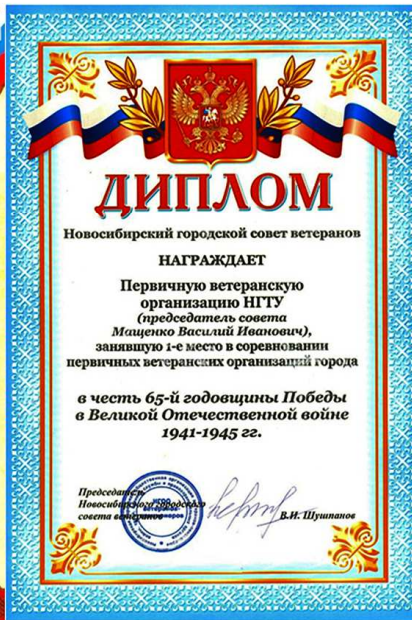 ДИПЛОМ
Новосибирский городской совет ветеранов
НАГРАЖДАЕТ
Первичную ветеранскую
организацию НГТУ
(председатель совета
Мащенко Василий Иванович),
занявшую 1-е место в соревновании
первичных ветеранских организаций города
в честь 65-й годовщины Победы
в Великой Отечественной войне
1941-1945 гг.
Председатель
Новосибирского городского
совета ветеранов
В.И. Шушпанов